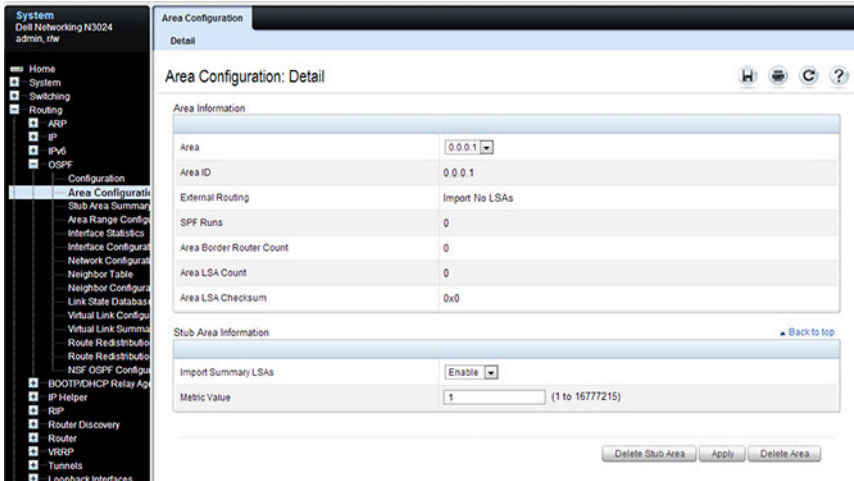 System
Dell Networking N3024
admin, r/w
Home
System
Switching
Routing
ARP
IP
IPv6
OSPF
Configuration
Area Configuratio
Stub Area Summary
Area Range Configu
Interface Statistics
Interface Configurat
Network Configurati
Neighbor Table
Neighbor Configura
Link State Database
Virtual Link Configu
Virtual Link Summa
Route Redistributio
Route Redistributio
NSF OSPF Configur
BOOTP/DHCP Relay Age
IP Helper
RIP
Router Discovery
Router
VRRP
Tunnels
Loopback Interfaces
Area Configuration
Detail
Area Configuration: Detail
Area Information
Area 0.0.0.1
Area ID 0.0.0.1
External Routing Import No LSAs
SPF Runs 0
Area Border Router Count 0
Area LSA Count 0
Area LSA Checksum 0x0
Stub Area Information Back to top
Import Summary LSAs Enable
Metric Value 1 (1 to 16777215)
Delete Stub Area Apply Delete Area